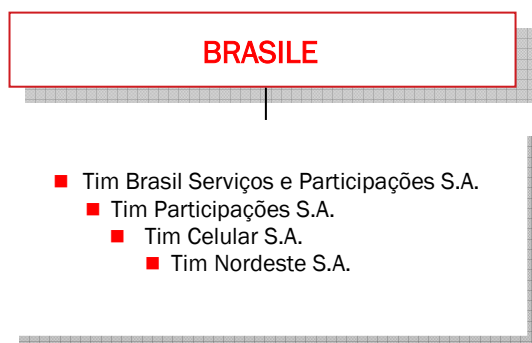 BRASILE
Tim Brasil Serviços e Participações S.A.
Tim Participações S.A.
Tim Celular S.A.
Tim Nordeste S.A.